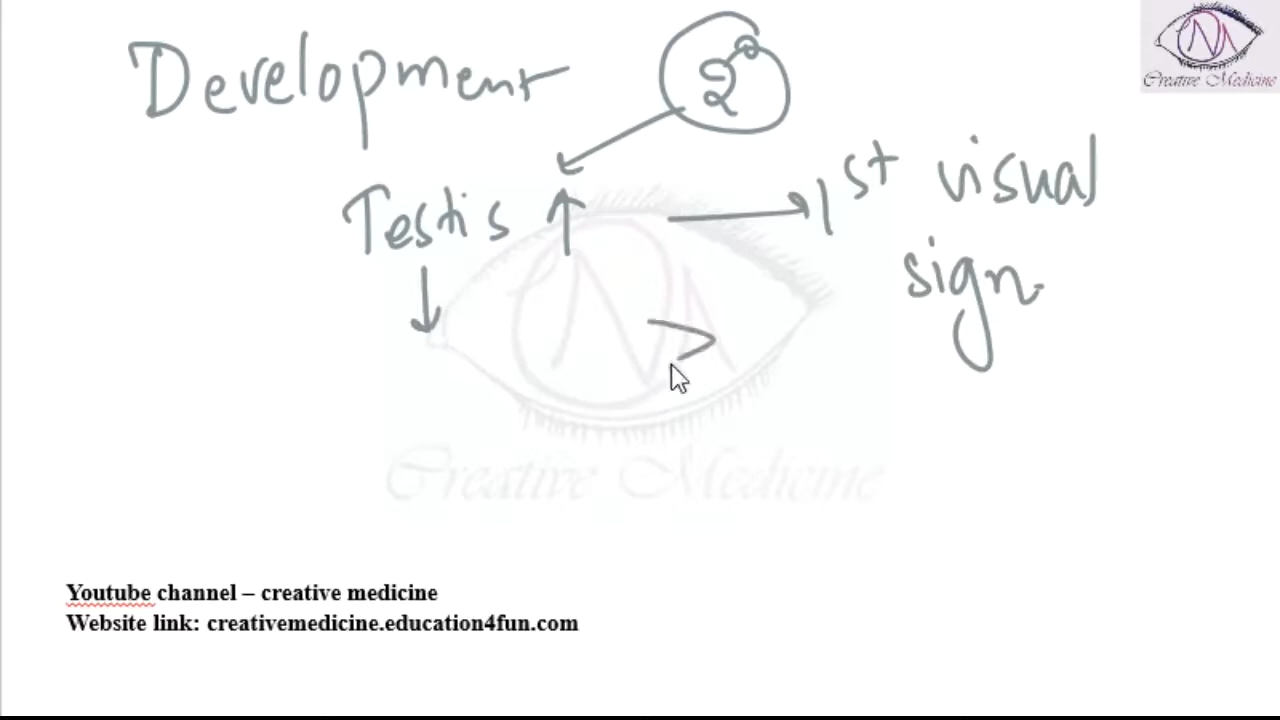 Development 2°
Testis ↑ → 1st visual
sign
↓
>
Creative Medicine
Creative Medicine
Youtube channel – creative medicine
Website link: creativemedicine.education4fun.com